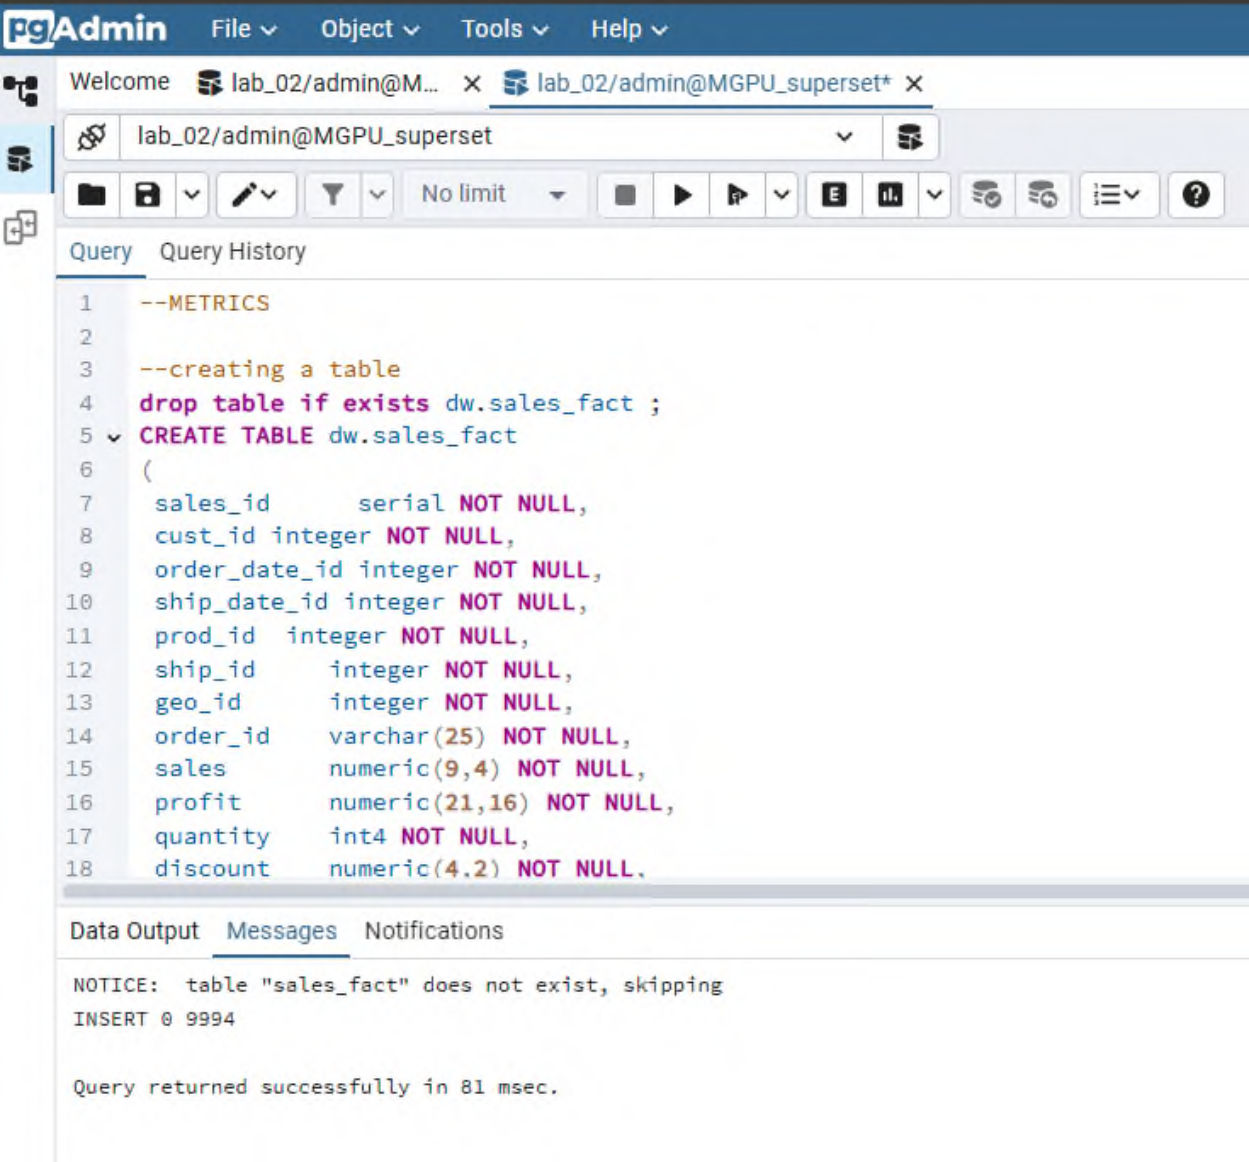 pgAdmin File Object Tools Help
Welcome lab_02/admin@M... lab_02/admin@MGPU_superset*
lab_02/admin@MGPU_superset
No limit E
Query Query History
1 --METRICS
2
3 --creating a table
4 drop table if exists dw.sales_fact ;
5 CREATE TABLE dw.sales_fact
6 (
7 sales_id serial NOT NULL,
8 cust_id integer NOT NULL,
9 order_date_id integer NOT NULL,
10 ship_date_id integer NOT NULL,
11 prod_id integer NOT NULL,
12 ship_id integer NOT NULL,
13 geo_id integer NOT NULL,
14 order_id varchar(25) NOT NULL,
15 sales numeric(9,4) NOT NULL,
16 profit numeric(21,16) NOT NULL,
17 quantity int4 NOT NULL,
18 discount numeric(4,2) NOT NULL,
Data Output Messages Notifications
NOTICE: table "sales_fact" does not exist, skipping
INSERT 0 9994
Query returned successfully in 81 msec.